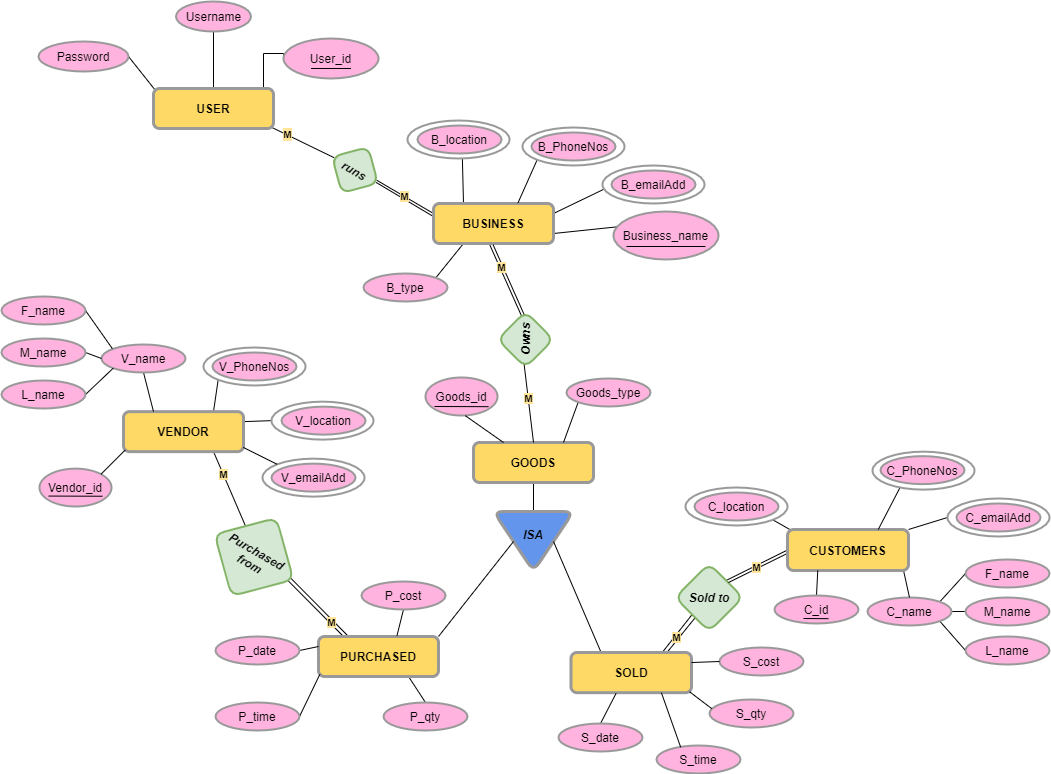 Username
Password
User_id
USER
M
runs
M
B_location
B_PhoneNos
B_emailAdd
Business_name
BUSINESS
B_type
M
Owns
M
Goods_id
Goods_type
GOODS
ISA
F_name
M_name
L_name
V_name
V_PhoneNos
V_location
V_emailAdd
VENDOR
Vendor_id
M
Purchased
from
M
P_cost
P_date
PURCHASED
P_time
P_qty
C_PhoneNos
C_location
C_emailAdd
CUSTOMERS
M
Sold to
M
C_id
C_name
F_name
M_name
L_name
SOLD
S_cost
S_qty
S_date
S_time